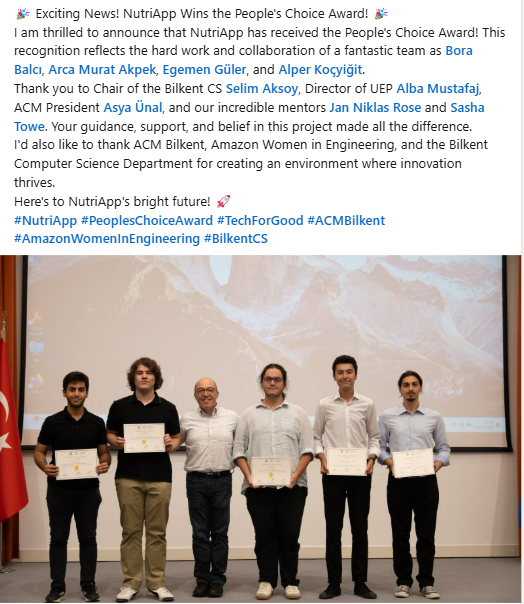 🎉 Exciting News! NutriApp Wins the People's Choice Award! 🎉
I am thrilled to announce that NutriApp has received the People's Choice Award! This
recognition reflects the hard work and collaboration of a fantastic team as Bora
Balcı, Arca Murat Akpek, Egemen Güler, and Alper Koçyiğit.
Thank you to Chair of the Bilkent CS Selim Aksoy, Director of UEP Alba Mustafaj,
ACM President Asya Ünal, and our incredible mentors Jan Niklas Rose and Sasha
Towe. Your guidance, support, and belief in this project made all the difference.
I'd also like to thank ACM Bilkent, Amazon Women in Engineering, and the Bilkent
Computer Science Department for creating an environment where innovation
thrives.
Here's to NutriApp's bright future! 🚀
#NutriApp #PeoplesChoiceAward #TechForGood #ACMBilkent
#AmazonWomenInEngineering #BilkentCS